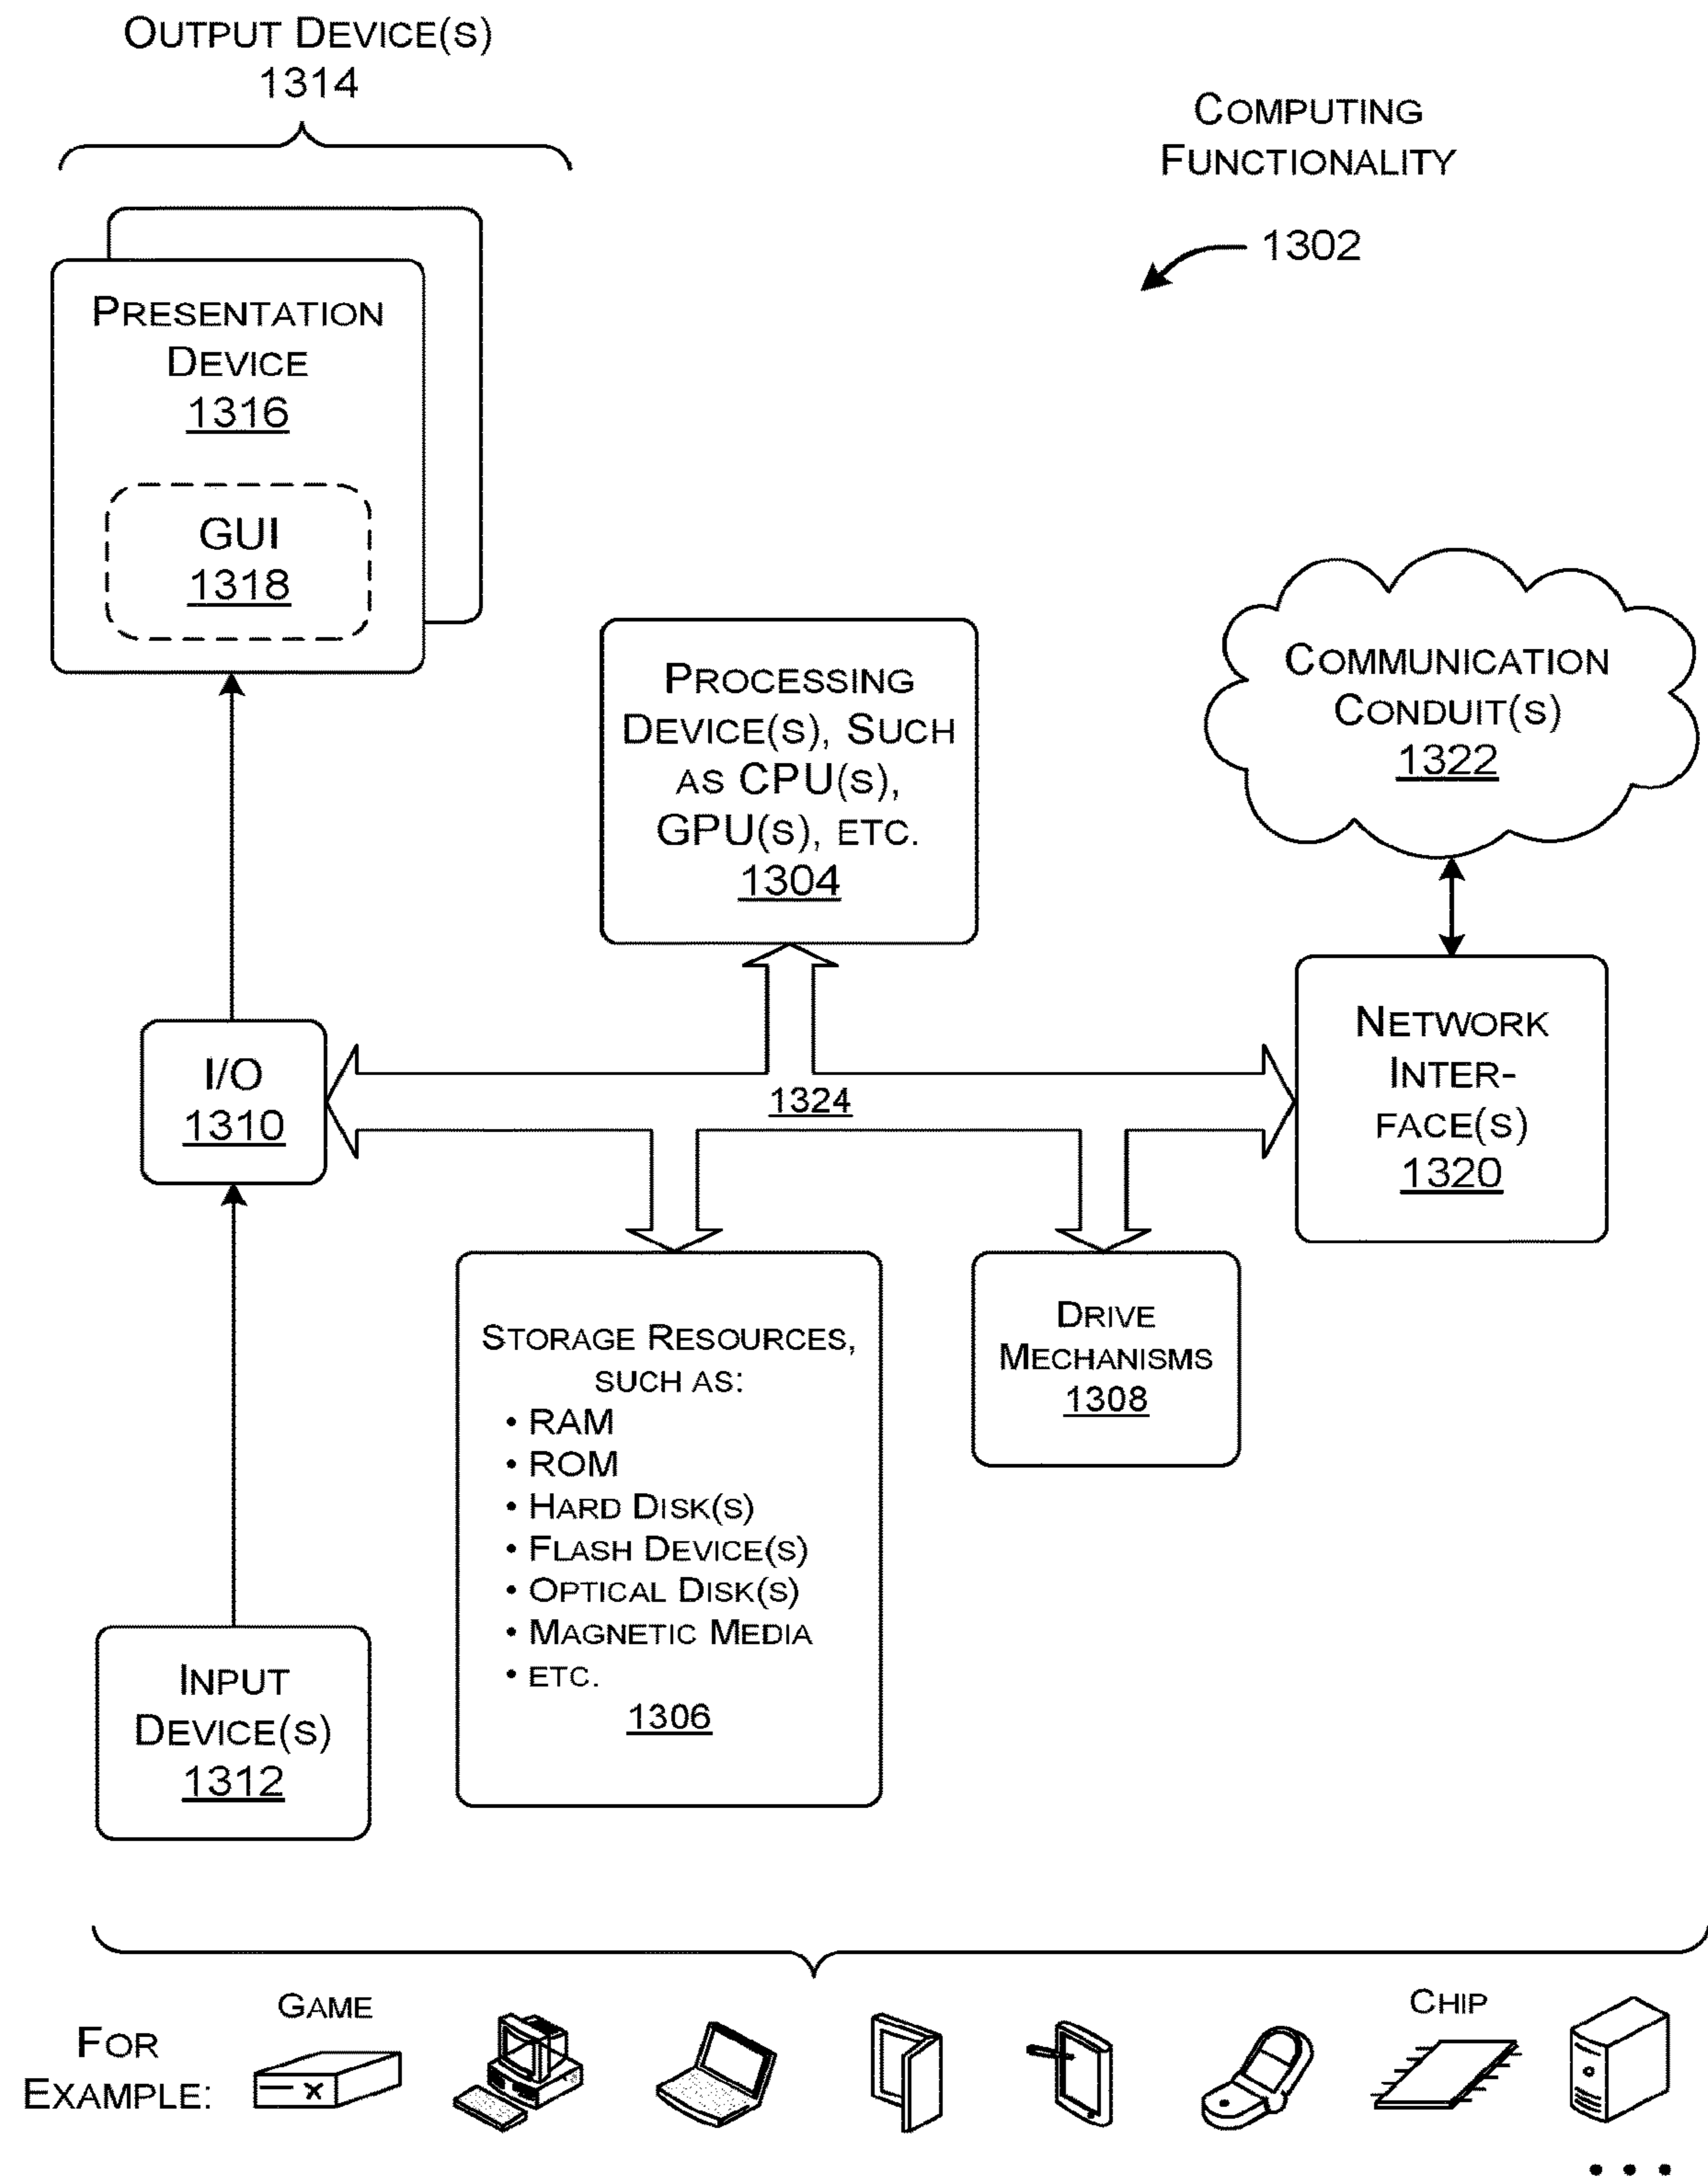 OUTPUT DEVICE(S)
1314
COMPUTING
FUNCTIONALITY
1302
PRESENTATION
DEVICE
1316
GUI
1318
PROCESSING
DEVICE(S), SUCH
AS CPU(S),
GPU(S), ETC.
1304
COMMUNICATION
CONDUIT(S)
1322
I/O
1310
1324
NETWORK
INTER-
FACE(S)
1320
STORAGE RESOURCES,
SUCH AS:
• RAM
• ROM
• HARD DISK(S)
• FLASH DEVICE(S)
• OPTICAL DISK(S)
• MAGNETIC MEDIA
• ETC.
1306
DRIVE
MECHANISMS
1308
INPUT
DEVICE(S)
1312
FOR
EXAMPLE:
GAME
X
CHIP
• • •